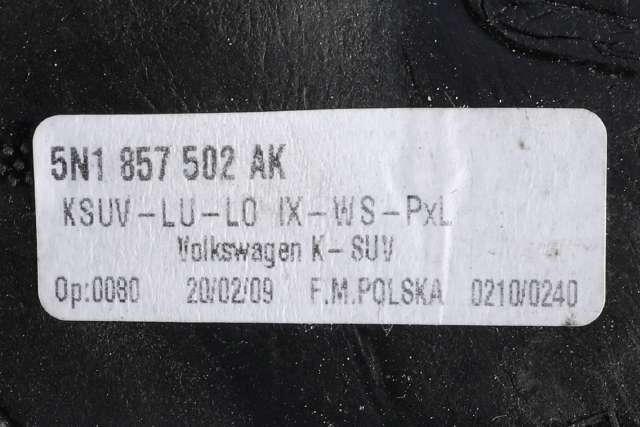 5N1 857 502 AK
KSUV-LU-LO IX-WS-PxL
Volkswagen K-SUV
Op:0080 20/02/09 F.M.POLSKA 0210/0240